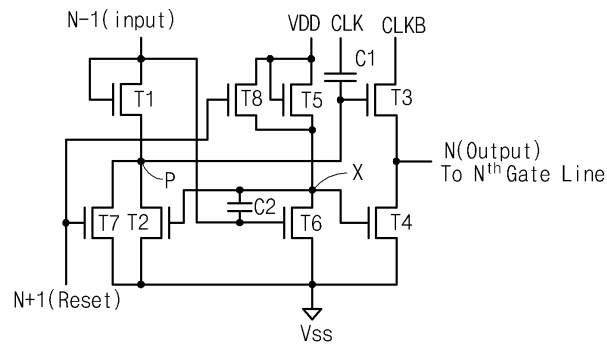 N-1(input)
VDD CLK CLKB
C1
T1
T8
T5
T3
N(Output)
To Nth Gate Line
P
X
T7
T2
C2
T6
T4
N+1(Reset)
Vss